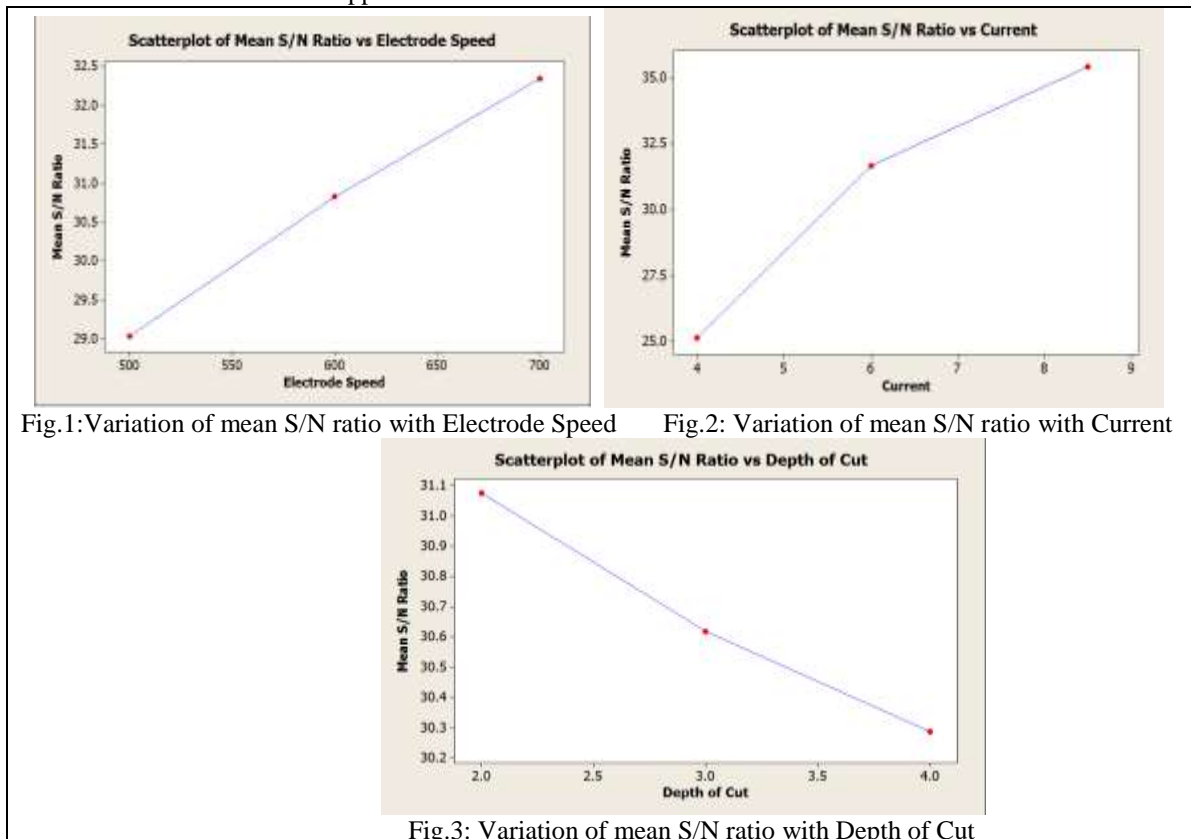 Scatterplot of Mean S/N Ratio vs Electrode Speed
32.5
32.0
31.5
31.0
30.5
30.0
29.5
29.0
Mean S/N Ratio
500 550 600 650 700
Electrode Speed
Scatterplot of Mean S/N Ratio vs Current
35.0
32.5
30.0
27.5
25.0
Mean S/N Ratio
4 5 6 7 8 9
Current
Fig.1:Variation of mean S/N ratio with Electrode Speed
Fig.2: Variation of mean S/N ratio with Current
Scatterplot of Mean S/N Ratio vs Depth of Cut
31.1
31.0
30.9
30.8
30.7
30.6
30.5
30.4
30.3
30.2
Mean S/N Ratio
2.0 2.5 3.0 3.5 4.0
Depth of Cut
Fig.3: Variation of mean S/N ratio with Depth of Cut